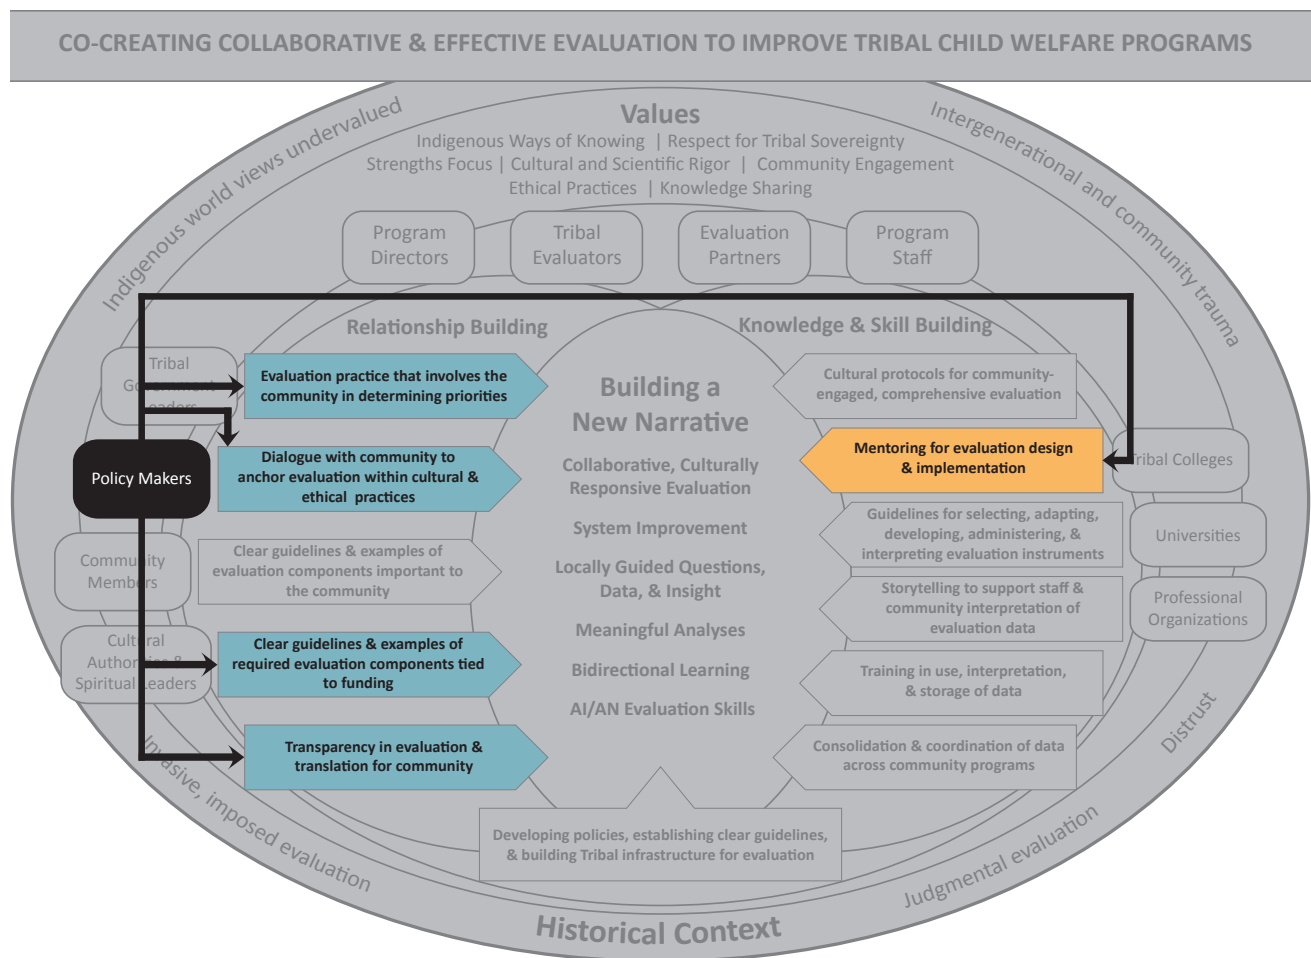 CO-CREATING COLLABORATIVE & EFFECTIVE EVALUATION TO IMPROVE TRIBAL CHILD WELFARE PROGRAMS
Indigenous world views undervalued
Intergenerational and community trauma
Values
Indigenous Ways of Knowing | Respect for Tribal Sovereignty
Strengths Focus | Cultural and Scientific Rigor | Community Engagement
Ethical Practices | Knowledge Sharing
Program
Directors
Tribal
Evaluators
Evaluation
Partners
Program
Staff
Relationship Building
Knowledge & Skill Building
Tribal
Government
Leaders
Policy Makers
Community
Members
Cultural
Authorities &
Spiritual Leaders
Evaluation practice that involves the
community in determining priorities
Dialogue with community to
anchor evaluation within cultural &
ethical practices
Clear guidelines & examples of
evaluation components important to
the community
Clear guidelines & examples of
required evaluation components tied
to funding
Transparency in evaluation &
translation for community
Building a
New Narrative
Collaborative, Culturally
Responsive Evaluation
System Improvement
Locally Guided Questions,
Data, & Insight
Meaningful Analyses
Bidirectional Learning
AI/AN Evaluation Skills
Cultural protocols for community-
engaged, comprehensive evaluation
Mentoring for evaluation design
& implementation
Guidelines for selecting, adapting,
developing, administering, &
interpreting evaluation instruments
Storytelling to support staff &
community interpretation of
evaluation data
Training in use, interpretation,
& storage of data
Consolidation & coordination of data
across community programs
Tribal Colleges
Universities
Professional
Organizations
Developing policies, establishing clear guidelines,
& building Tribal infrastructure for evaluation
Invasive, imposed evaluation
Historical Context
Judgmental evaluation
Distrust